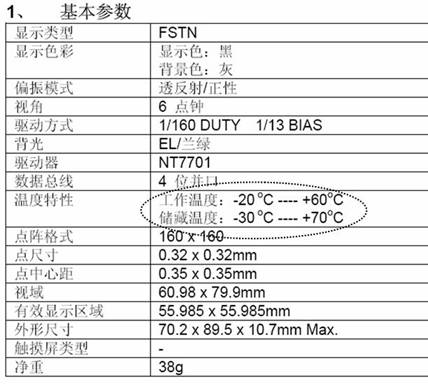 1、 基本参数
显示类型 FSTN
显示色彩 显示色：黑
背景色：灰
偏振模式 透反射/正性
视角 6 点钟
驱动方式 1/160 DUTY 1/13 BIAS
背光 EL/兰绿
驱动器 NT7701
数据总线 4 位并口
温度特性 工作温度：-20 °C ---- +60°C
储藏温度：-30 °C ---- +70°C
点阵格式 160 x 160
点尺寸 0.32 x 0.32mm
点中心距 0.35 x 0.35mm
视域 60.98 x 79.9mm
有效显示区域 55.985 x 55.985mm
外形尺寸 70.2 x 89.5 x 10.7mm Max.
触摸屏类型 -
净重 38g